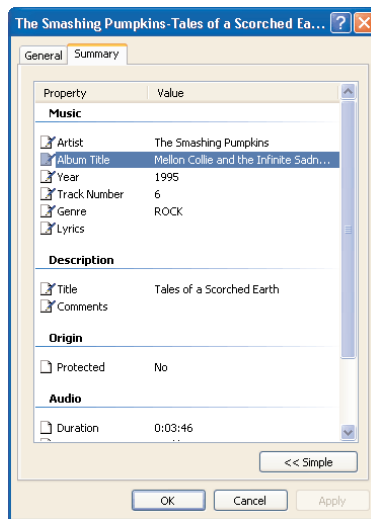 The Smashing Pumpkins-Tales of a Scorched Ea...
General Summary
Property Value
Music
Artist The Smashing Pumpkins
Album Title Mellon Collie and the Infinite Sadn...
Year 1995
Track Number 6
Genre ROCK
Lyrics
Description
Title Tales of a Scorched Earth
Comments
Origin
Protected No
Audio
Duration 0:03:46
<< Simple
OK Cancel Apply